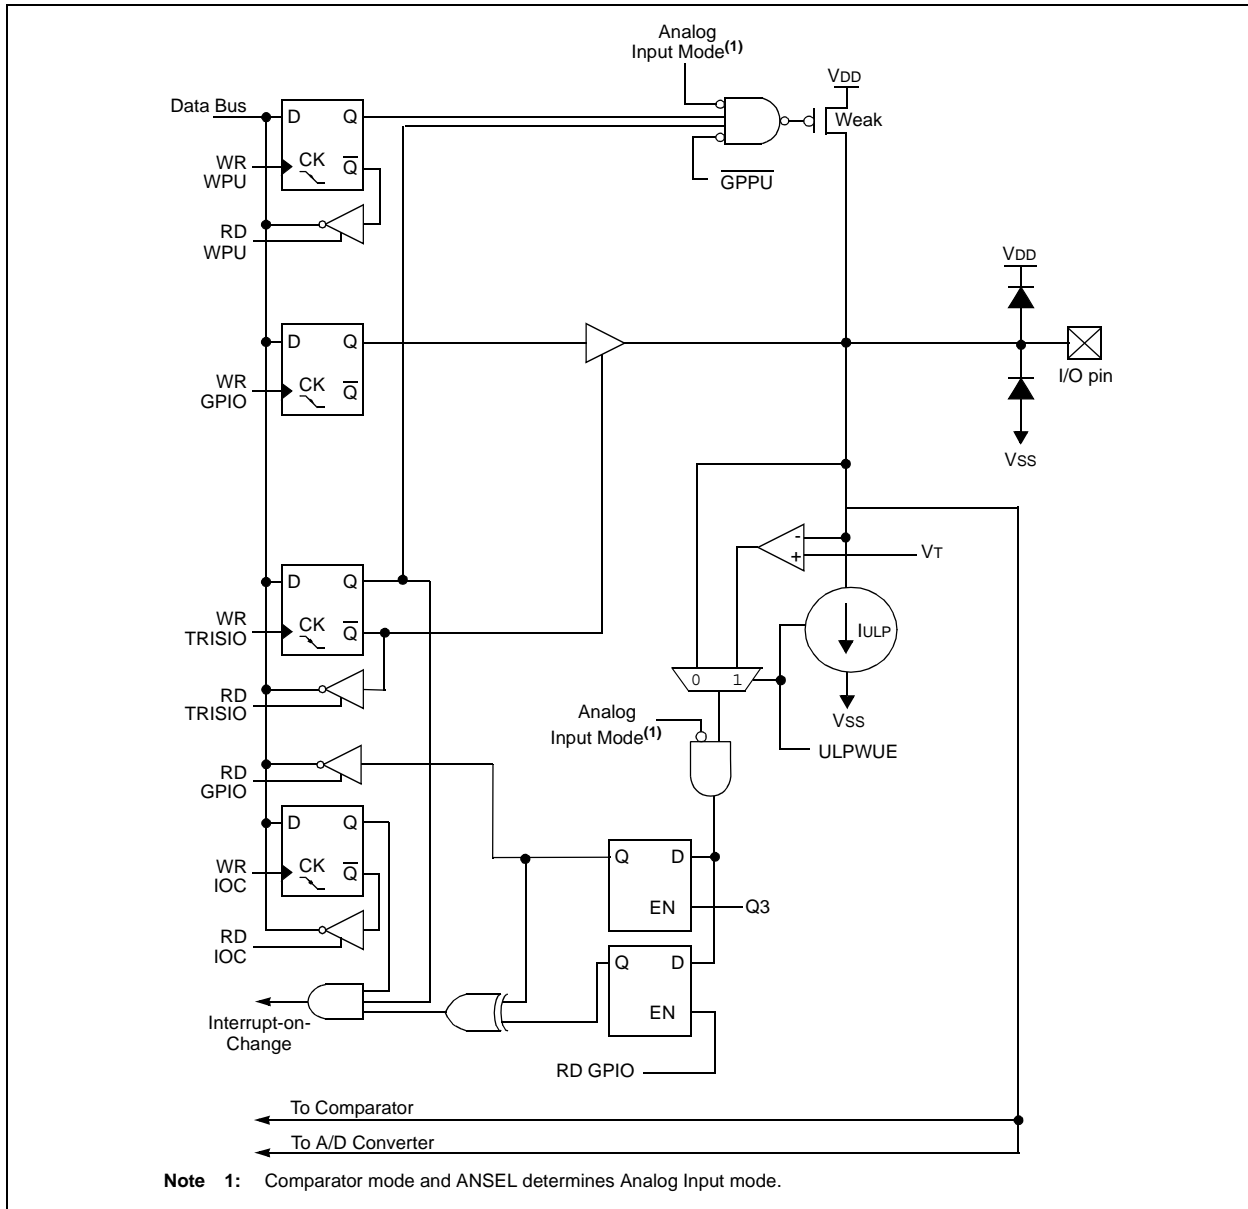 Analog
Input Mode(1)
VDD
Data Bus
D Q
Weak
WR
WPU
CK Q
GPPU
RD
WPU
VDD
D Q
I/O pin
WR
GPIO
CK Q
VSS
-
+
VT
D Q
WR
TRISIO
CK Q
IULP
0 1
RD
TRISIO
VSS
Analog
Input Mode(1)
ULPWUE
RD
GPIO
D Q
Q D
WR
IOC
CK Q
EN
Q3
RD
IOC
Q D
EN
Interrupt-on-
Change
RD GPIO
To Comparator
To A/D Converter
Note 1: Comparator mode and ANSEL determines Analog Input mode.